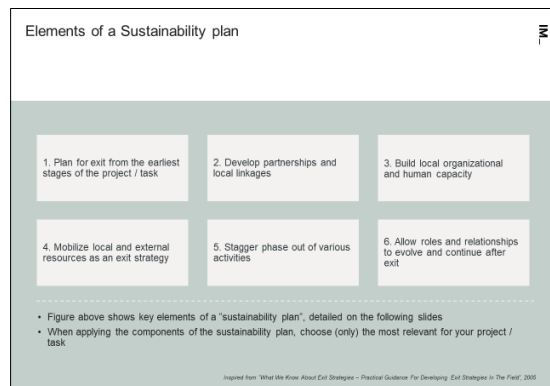 Elements of a Sustainability plan
IM_
1. Plan for exit from the earliest
stages of the project / task
2. Develop partnerships and
local linkages
3. Build local organizational
and human capacity
4. Mobilize local and external
resources as an exit strategy
5. Stagger phase out of various
activities
6. Allow roles and relationships
to evolve and continue after
exit
• Figure above shows key elements of a "sustainability plan", detailed on the following slides
• When applying the components of the sustainability plan, choose (only) the most relevant for your project /
task
Inspired from "What We Know About Exit Strategies – Practical Guidance For Developing Exit Strategies In The Field", 2005